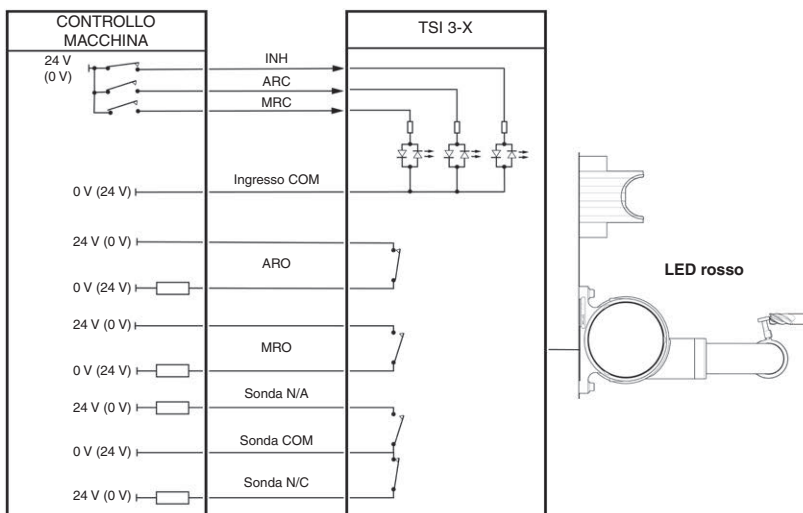 CONTROLLO
MACCHINA
TSI 3-X
24 V
(0 V)
INH
ARC
MRC
0 V (24 V)
Ingresso COM
24 V (0 V)
ARO
0 V (24 V)
24 V (0 V)
MRO
0 V (24 V)
24 V (0 V)
Sonda N/A
0 V (24 V)
Sonda COM
24 V (0 V)
Sonda N/C
LED rosso